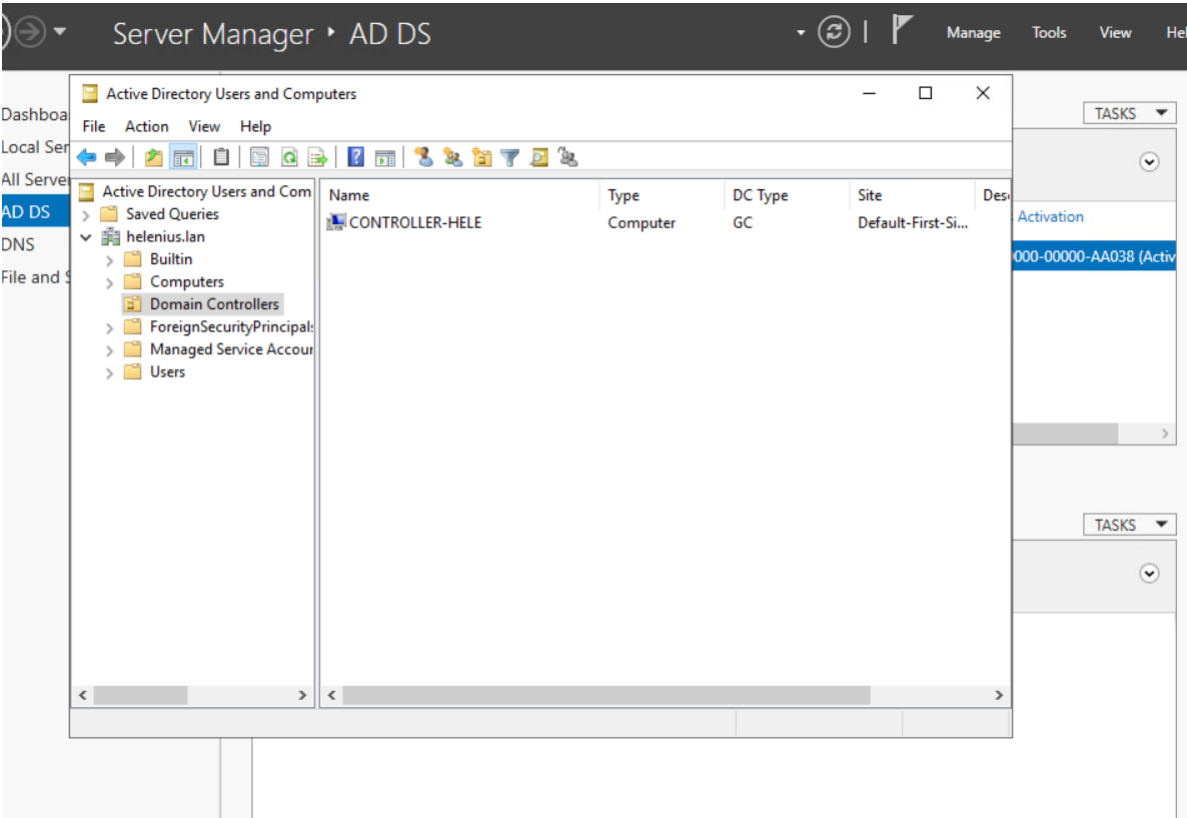 Server Manager ‣ AD DS
Manage Tools View Hel
Dashboa
Local Ser
All Server
AD DS
DNS
File and S
TASKS
Activation
000-00000-AA038 (Activ
TASKS
Active Directory Users and Computers
File Action View Help
Active Directory Users and Com
Saved Queries
helenius.lan
Builtin
Computers
Domain Controllers
ForeignSecurityPrincipals
Managed Service Accour
Users
Name Type DC Type Site Desc
CONTROLLER-HELE Computer GC Default-First-Si...